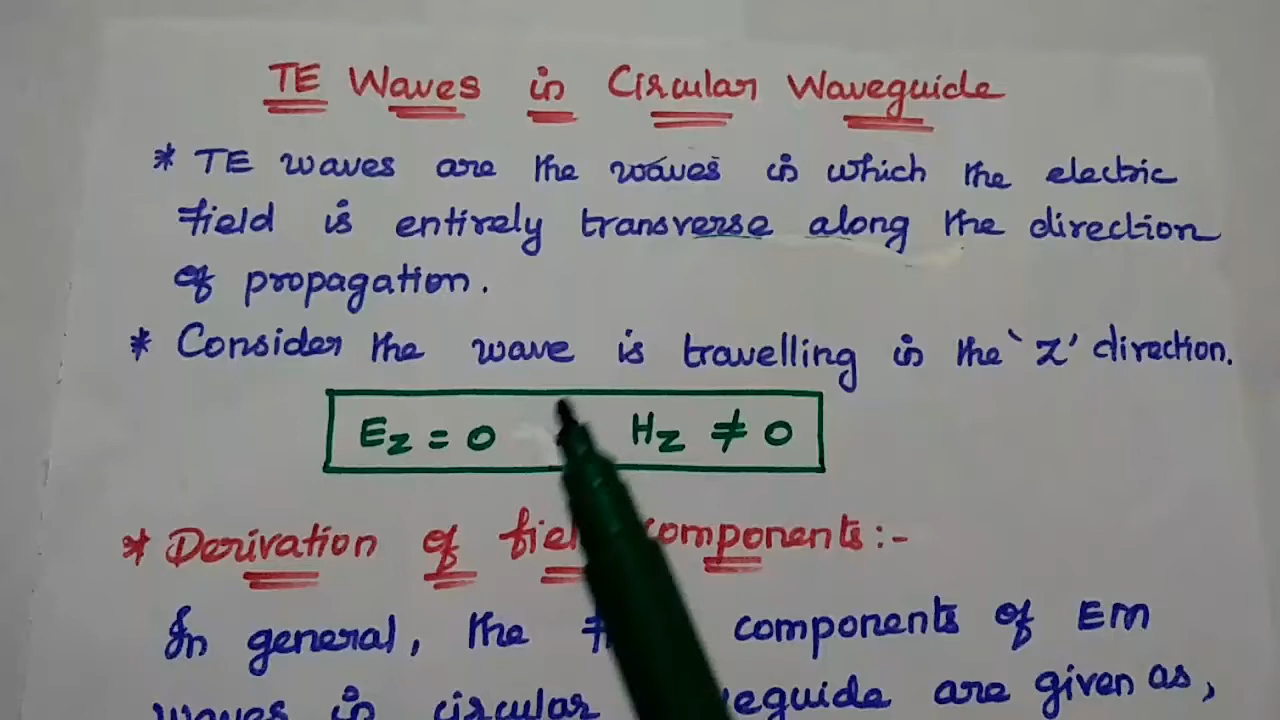 TE Waves in Circular Waveguide
* TE waves are the waves in which the electric
field is entirely transverse along the direction
of propagation.
* Consider the wave is travelling in the 'z' direction.
Ez = 0 Hz ≠ 0
* Derivation of components:-
In general, the components of EM
waves in circular are given as,